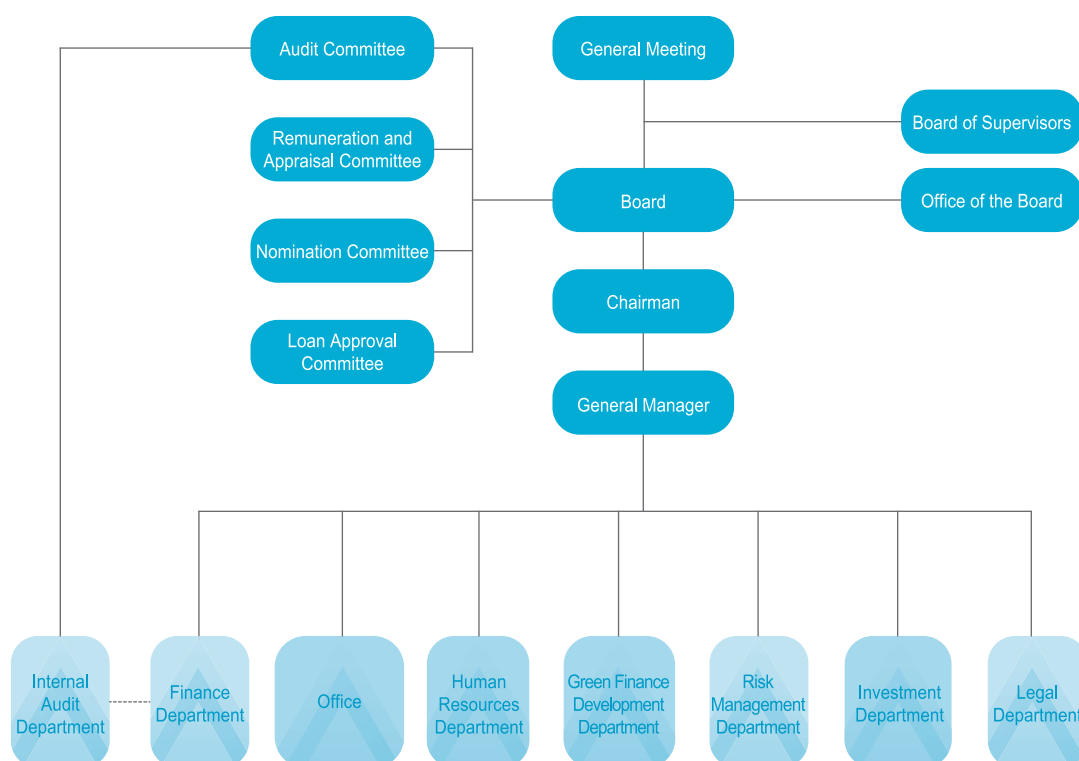 Audit Committee
General Meeting
Board of Supervisors
Remuneration and
Appraisal Committee
Board
Office of the Board
Nomination Committee
Chairman
Loan Approval
Committee
General Manager
Internal
Audit
Department
Finance
Department
Office
Human
Resources
Department
Green Finance
Development
Department
Risk
Management
Department
Investment
Department
Legal
Department